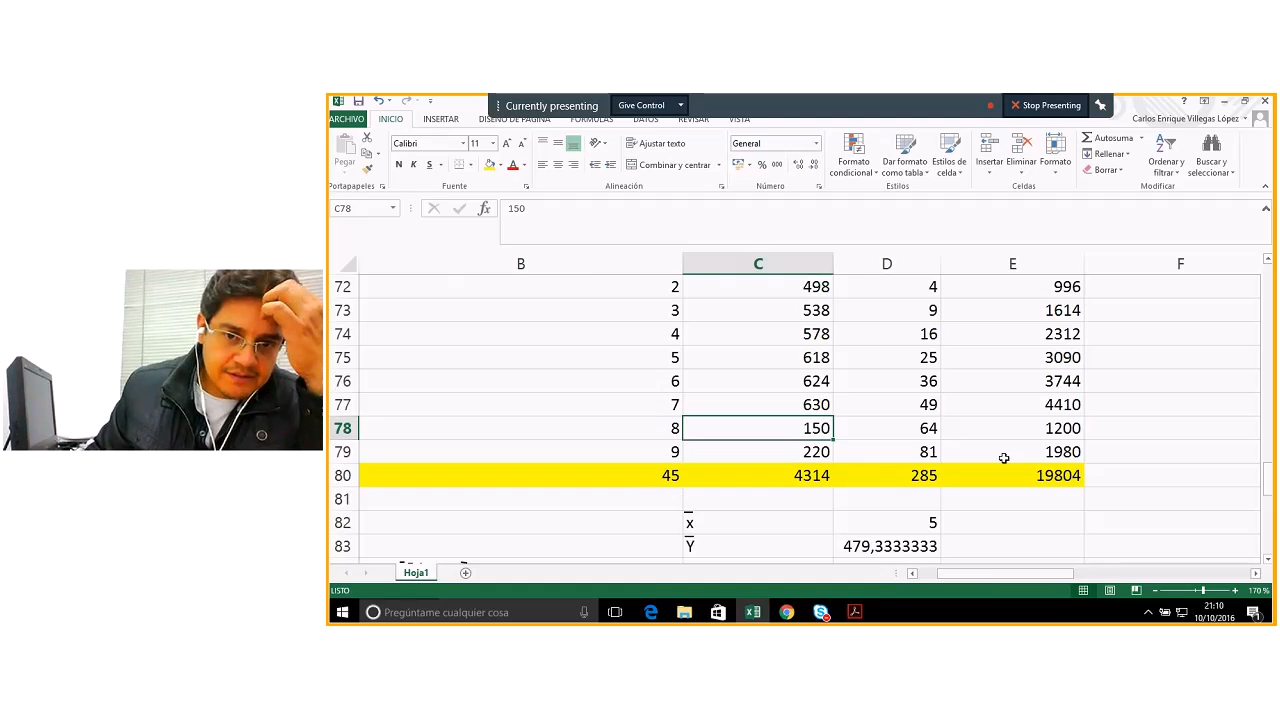 Currently presenting Give Control Stop Presenting
ARCHIVO INICIO INSERTAR DISEÑO DE PÁGINA FÓRMULAS DATOS REVISAR VISTA Carlos Enrique Villegas López
Calibri 11 Ajustar texto General Autosuma
Pegar N K S Combinar y centrar % 000 Formato condicional Dar formato como tabla Estilos de celda Insertar Eliminar Formato Rellenar Borrar Ordenar y filtrar Buscar y seleccionar
Portapapeles Fuente Alineación Número Estilos Celdas Modificar
C78 fx 150
B C D E F
72 2 498 4 996
73 3 538 9 1614
74 4 578 16 2312
75 5 618 25 3090
76 6 624 36 3744
77 7 630 49 4410
78 8 150 64 1200
79 9 220 81 1980
80 45 4314 285 19804
81
82 x 5
83 Y 479,3333333
Hoja1
LISTO 170 %
Pregúntame cualquier cosa 21:10
10/10/2016